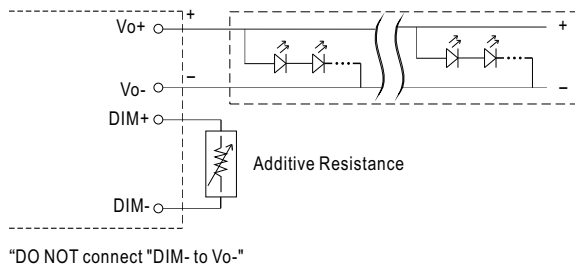 Vo+
+
+
Vo-
−
−
DIM+
Additive Resistance
DIM-
“DO NOT connect "DIM- to Vo-"